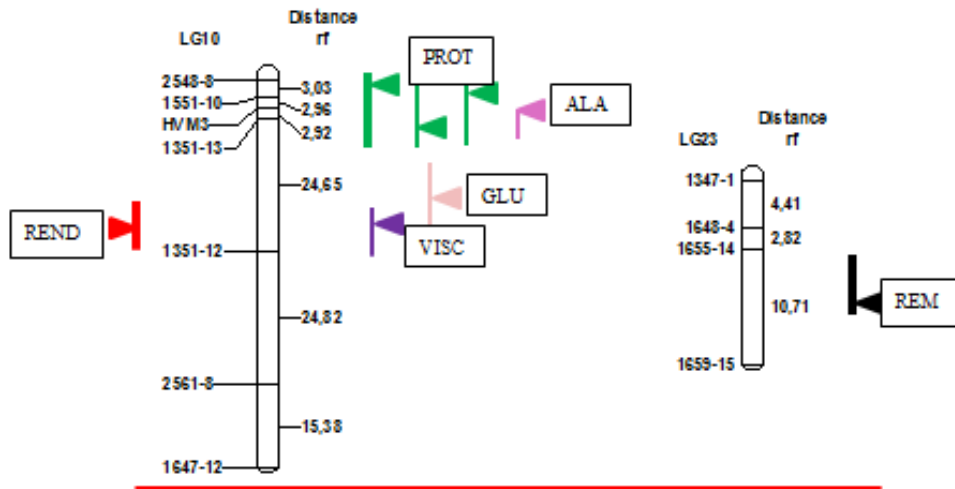 LG10
Distance
rf
2548-8
3,03
1551-10
2,96
HVM3
2,92
1351-13
24,65
1351-12
24,82
2561-8
15,38
1647-12
PROT
ALA
GLU
VISC
REND
LG23
Distance
rf
1347-1
4,41
1648-4
2,82
1655-14
10,71
1659-15
REM